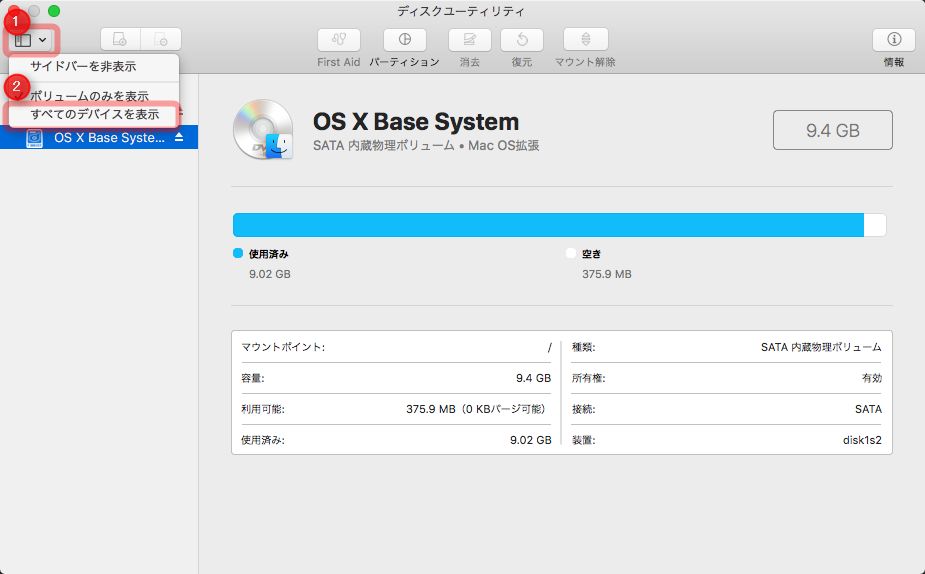 ディスクユーティリティ
1
First Aid パーティション 消去 復元 マウント解除 情報
サイドバーを非表示
2
ボリュームのみを表示
すべてのデバイスを表示
OS X Base Syste...
OS X Base System
SATA 内蔵物理ボリューム • Mac OS拡張
9.4 GB
使用済み
9.02 GB
空き
375.9 MB
マウントポイント: /
容量: 9.4 GB
利用可能: 375.9 MB（0 KBパージ可能）
使用済み: 9.02 GB
種類: SATA 内蔵物理ボリューム
所有権: 有効
接続: SATA
装置: disk1s2